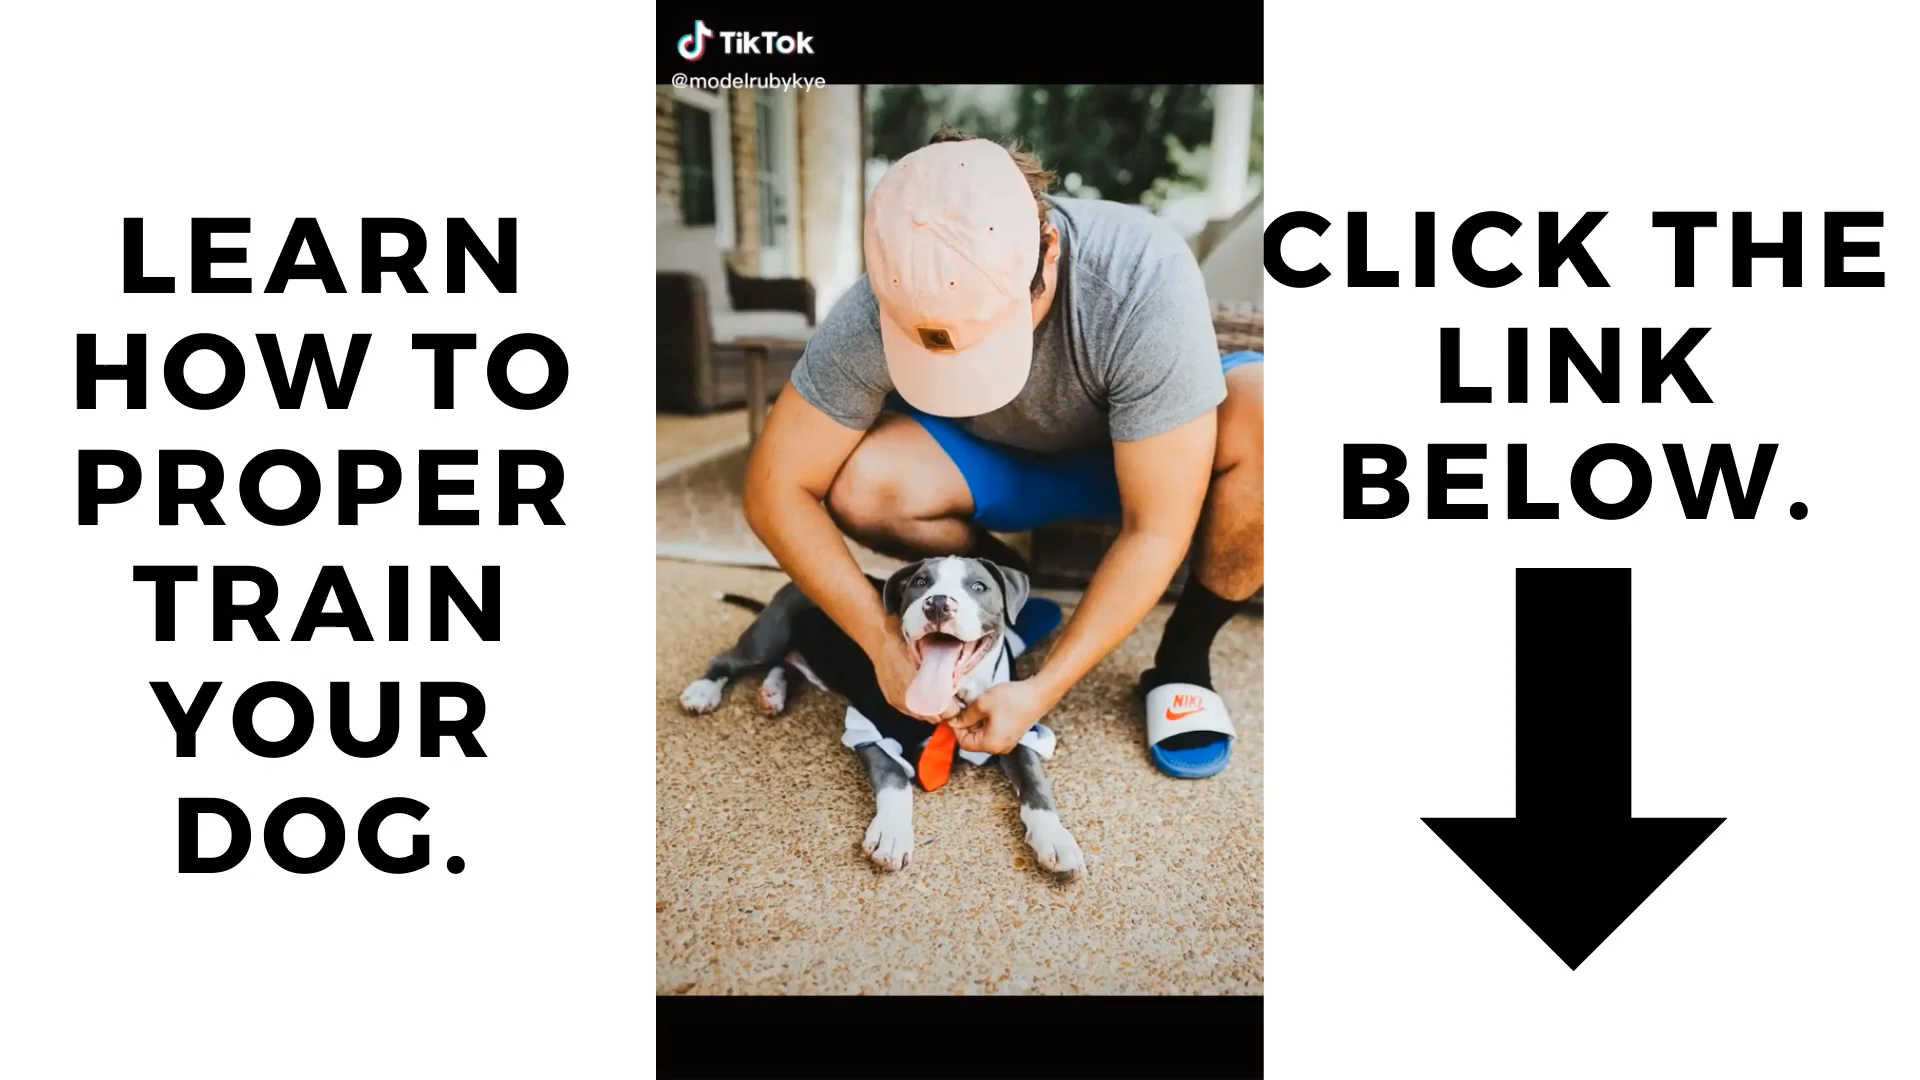 LEARN
HOW TO
PROPER
TRAIN
YOUR
DOG.
TikTok
@modelrubykye
NIKE
CLICK THE
LINK
BELOW.